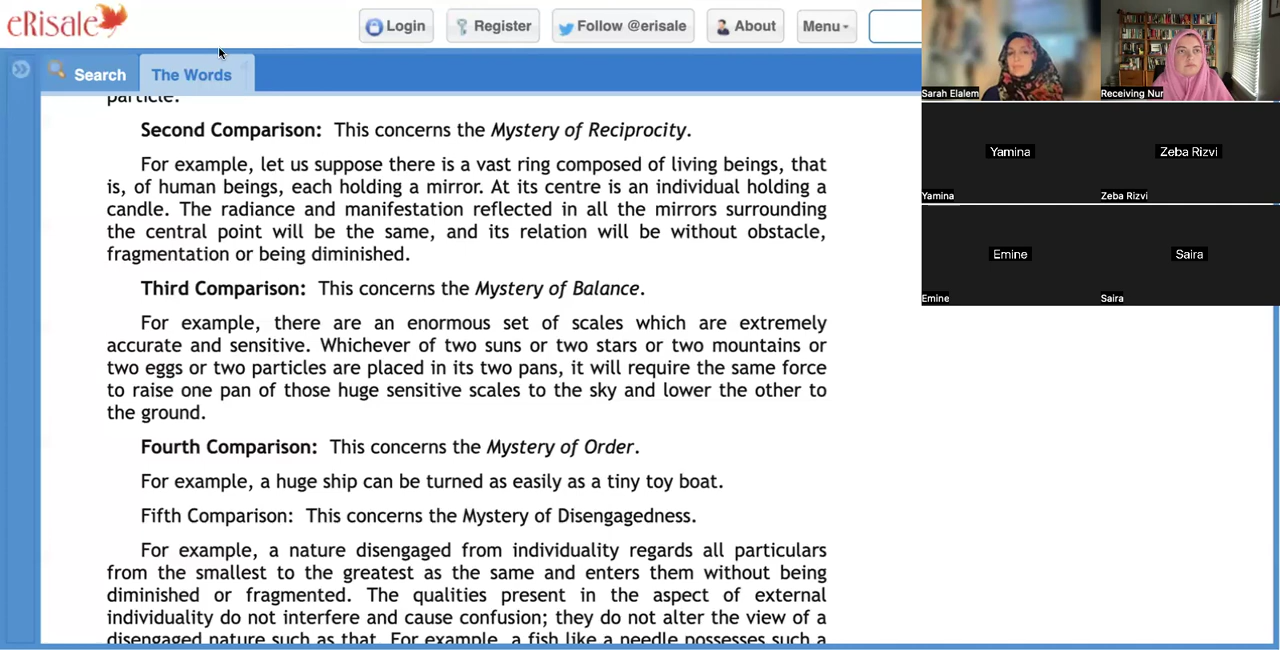 eRisale
Login
Register
Follow @erisale
About
Menu
Search
The Words
particle.
Second Comparison: This concerns the Mystery of Reciprocity.
For example, let us suppose there is a vast ring composed of living beings, that
is, of human beings, each holding a mirror. At its centre is an individual holding a
candle. The radiance and manifestation reflected in all the mirrors surrounding
the central point will be the same, and its relation will be without obstacle,
fragmentation or being diminished.
Third Comparison: This concerns the Mystery of Balance.
For example, there are an enormous set of scales which are extremely
accurate and sensitive. Whichever of two suns or two stars or two mountains or
two eggs or two particles are placed in its two pans, it will require the same force
to raise one pan of those huge sensitive scales to the sky and lower the other to
the ground.
Fourth Comparison: This concerns the Mystery of Order.
For example, a huge ship can be turned as easily as a tiny toy boat.
Fifth Comparison: This concerns the Mystery of Disengagedness.
For example, a nature disengaged from individuality regards all particulars
from the smallest to the greatest as the same and enters them without being
diminished or fragmented. The qualities present in the aspect of external
individuality do not interfere and cause confusion; they do not alter the view of a
disengaged nature such as that. For example, a fish like a needle possesses such a
Sarah Elalem
Receiving Nur
Yamina
Zeba Rizvi
Yamina
Zeba Rizvi
Emine
Saira
Emine
Saira